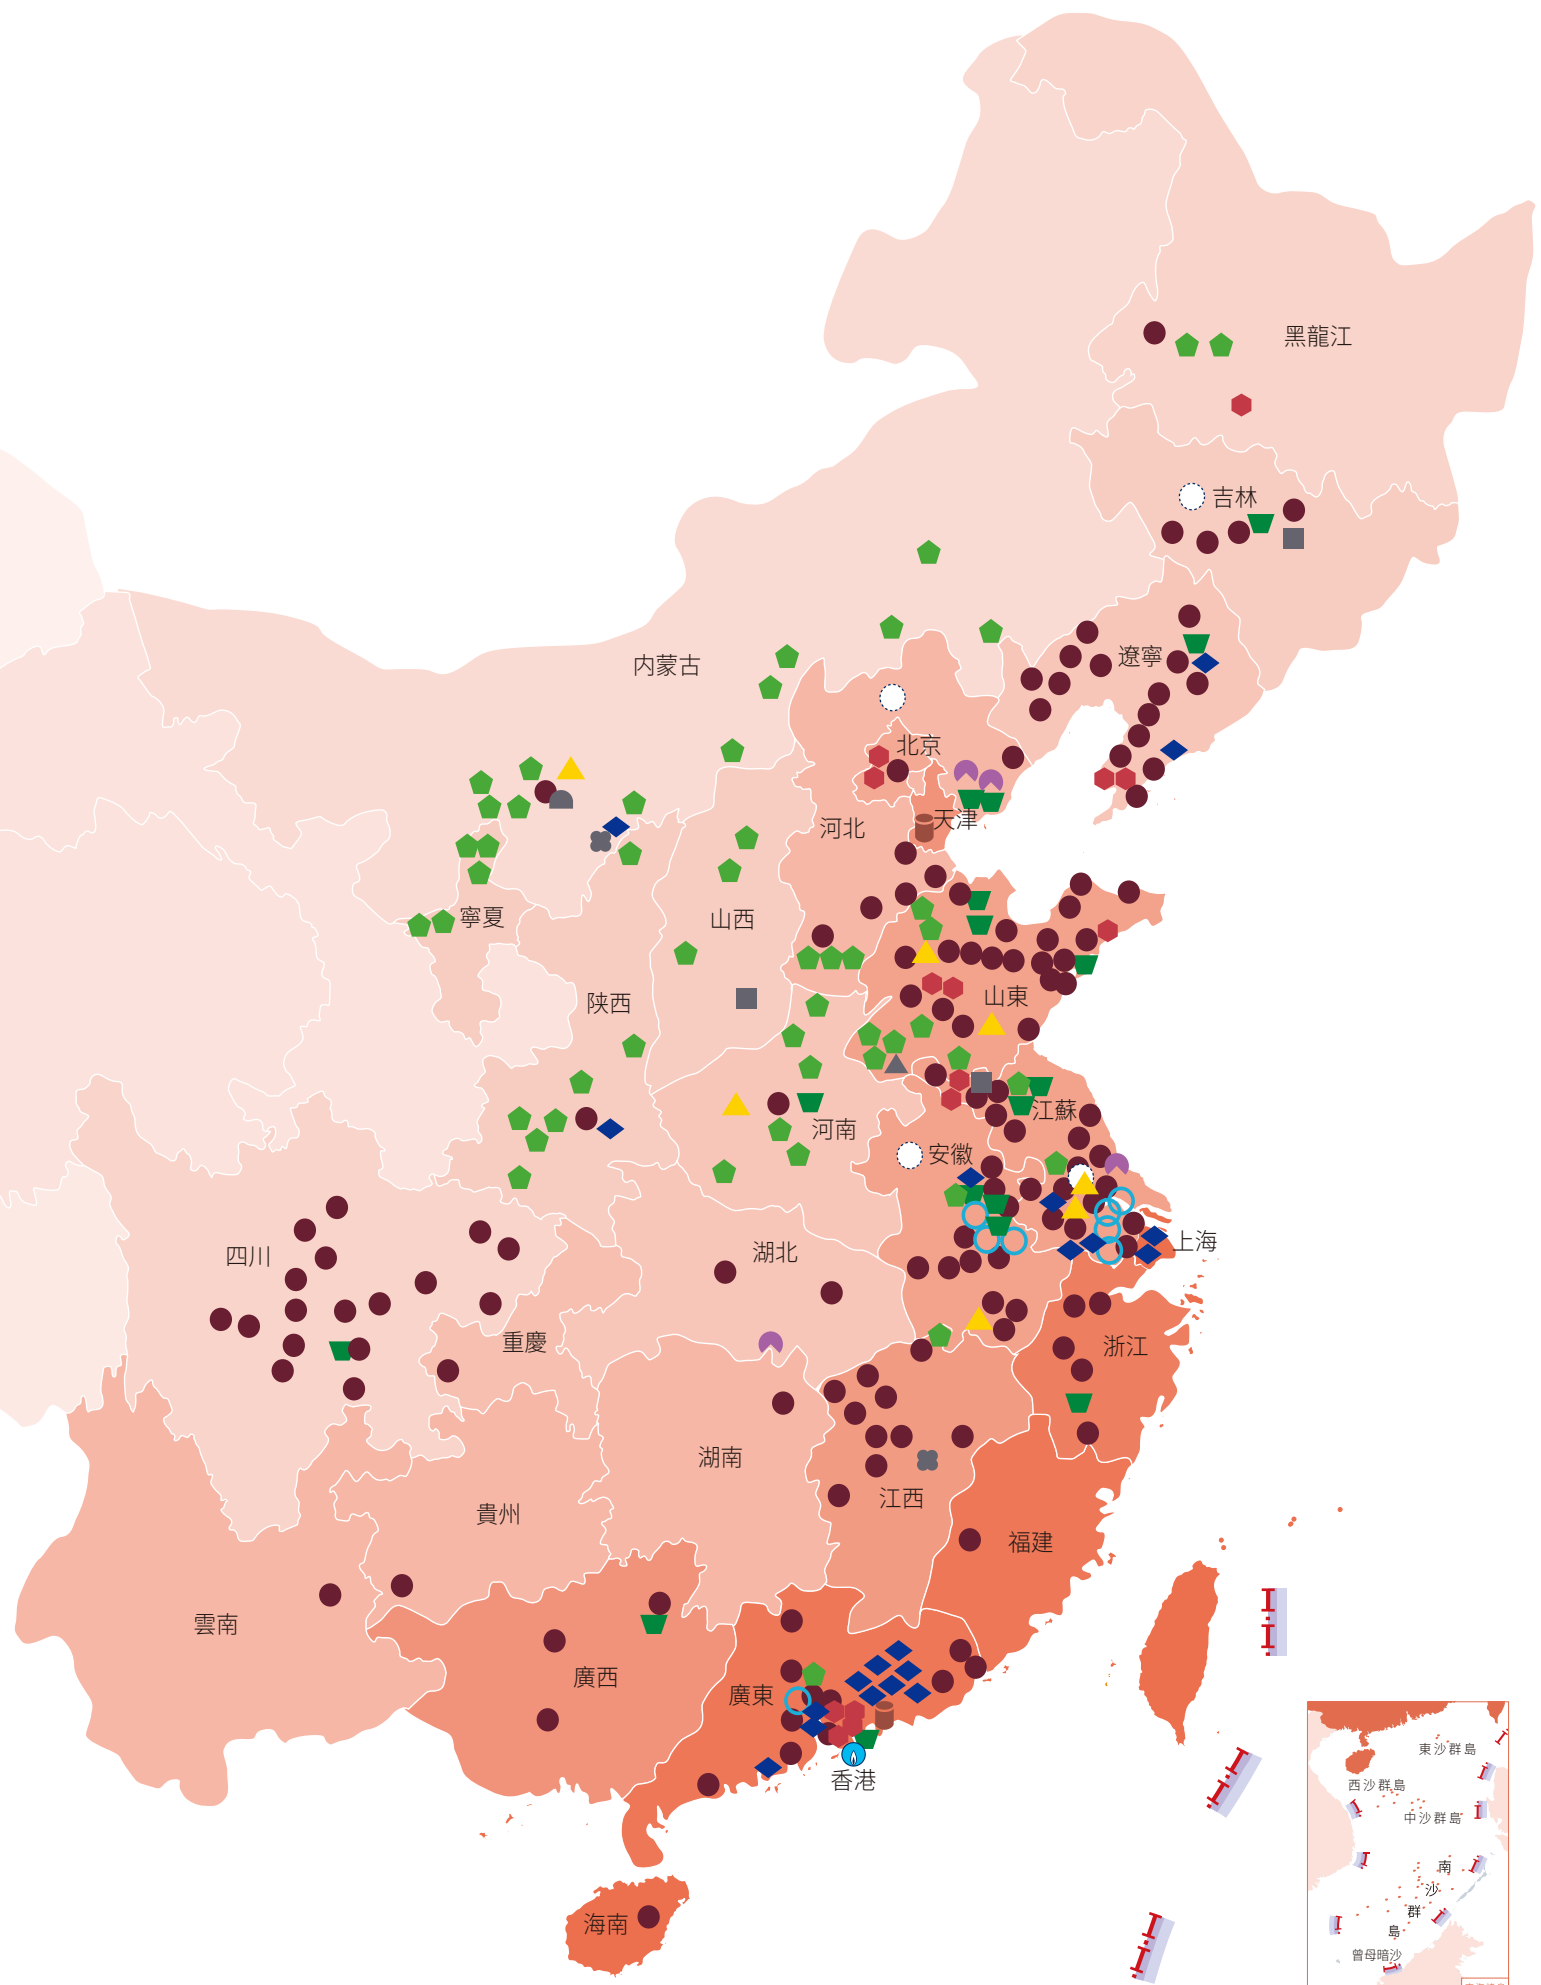 黑龍江
吉林
遼寧
内蒙古
北京
天津
河北
寧夏
山西
陝西
山東
江蘇
河南
安徽
上海
四川
湖北
重慶
浙江
湖南
江西
貴州
福建
雲南
廣西
廣東
香港
海南
東沙群島
西沙群島
中沙群島
南
沙
群
島
曾母暗沙